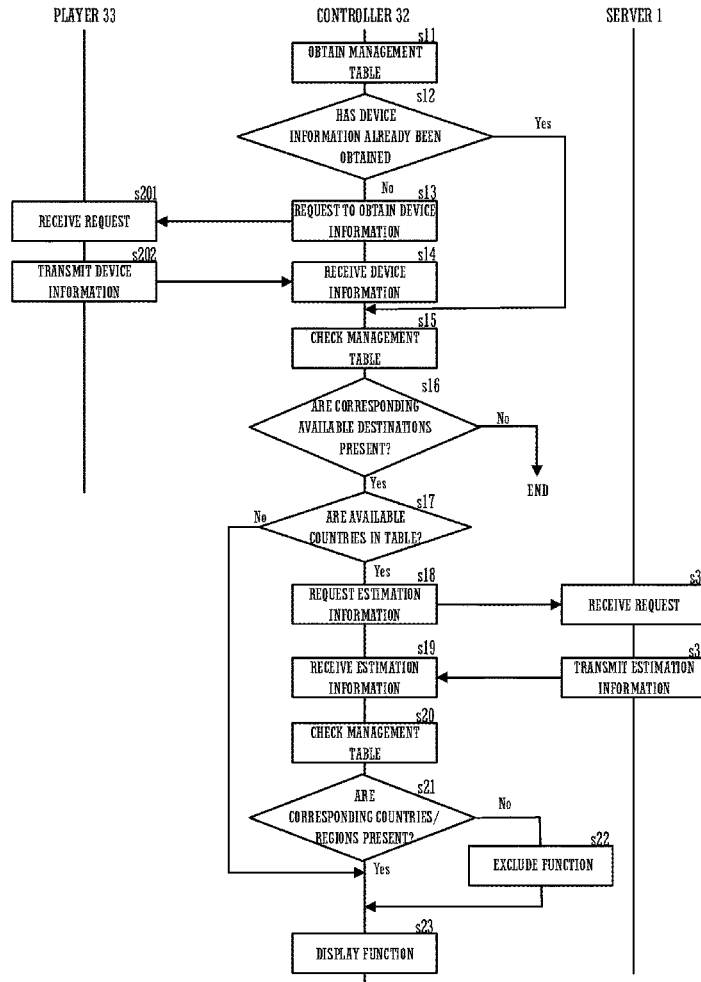 PLAYER 33
CONTROLLER 32
SERVER 1
s11
OBTAIN MANAGEMENT
TABLE
s12
HAS DEVICE
INFORMATION ALREADY BEEN
OBTAINED
Yes
No
s13
s201
RECEIVE REQUEST
REQUEST TO OBTAIN DEVICE
INFORMATION
s202
TRANSMIT DEVICE
INFORMATION
s14
RECEIVE DEVICE
INFORMATION
s15
CHECK MANAGEMENT
TABLE
s16
ARE CORRESPONDING
AVAILABLE DESTINATIONS
PRESENT?
No
END
Yes
s17
No
ARE AVAILABLE
COUNTRIES IN TABLE?
Yes
s18
REQUEST ESTIMATION
INFORMATION
s3
RECEIVE REQUEST
s19
RECEIVE ESTIMATION
INFORMATION
s3
TRANSMIT ESTIMATION
INFORMATION
s20
CHECK MANAGEMENT
TABLE
s21
ARE
CORRESPONDING COUNTRIES/
REGIONS PRESENT?
No
s22
EXCLUDE FUNCTION
Yes
s23
DISPLAY FUNCTION